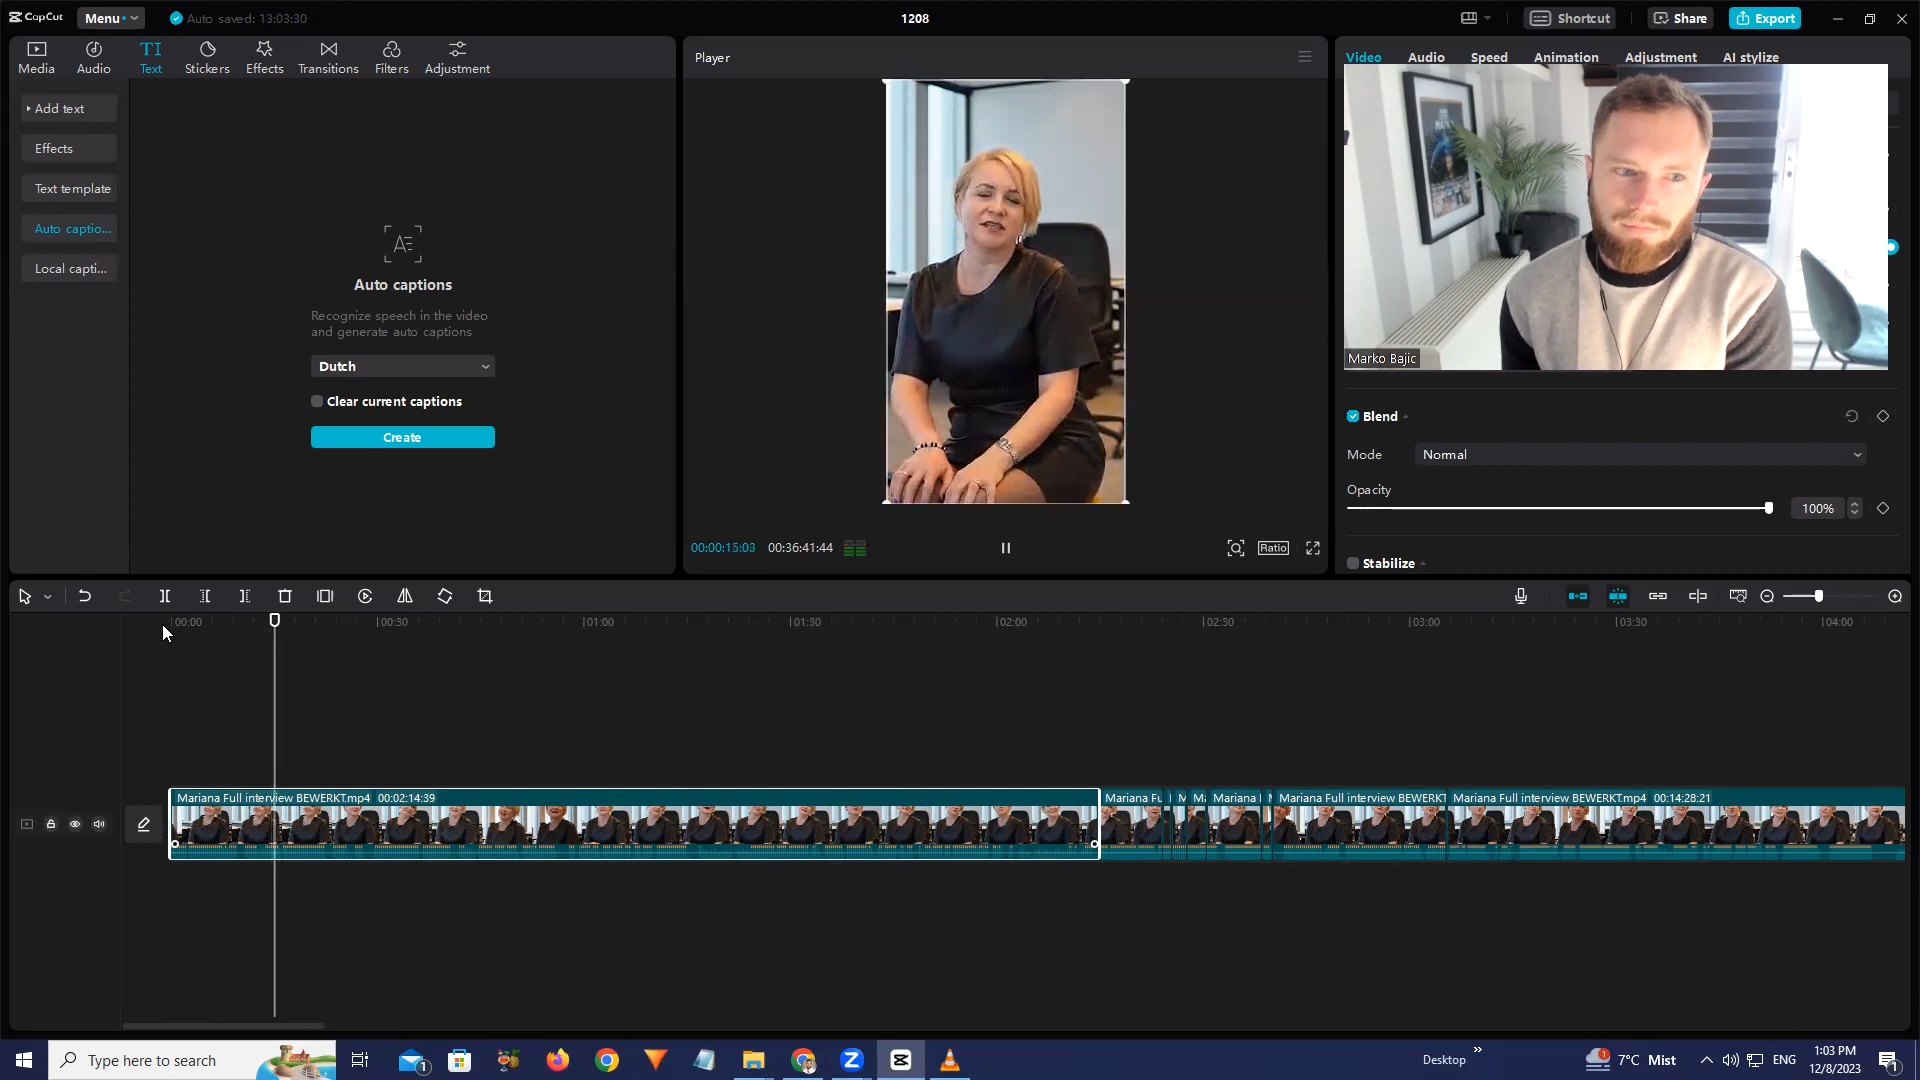 CapCut
Menu
Auto saved: 13:03:30
1208
Shortcut
Share
Export
Media
Audio
TI
Text
Stickers
Effects
Transitions
Filters
Adjustment
Player
Video
Audio
Speed
Animation
Adjustment
AI stylize
Add text
Effects
Text template
Auto captio...
Local capti...
Auto captions
Recognize speech in the video
and generate auto captions
Dutch
Clear current captions
Create
Marko Bajic
Blend
Mode
Normal
Opacity
100%
Stabilize
00:00:15:03
00:36:41:44
Ratio
00:00
00:30
01:00
01:30
02:00
02:30
03:00
03:30
04:00
Mariana Full interview BEWERKT.mp4 00:02:14:39
Mariana Fu
M
Ma
Mariana
Mariana Full interview BEWERKT
Mariana Full interview BEWERKT.mp4 00:14:28:21
Type here to search
1
Desktop
1
7°C Mist
ENG
1:03 PM
12/8/2023
1